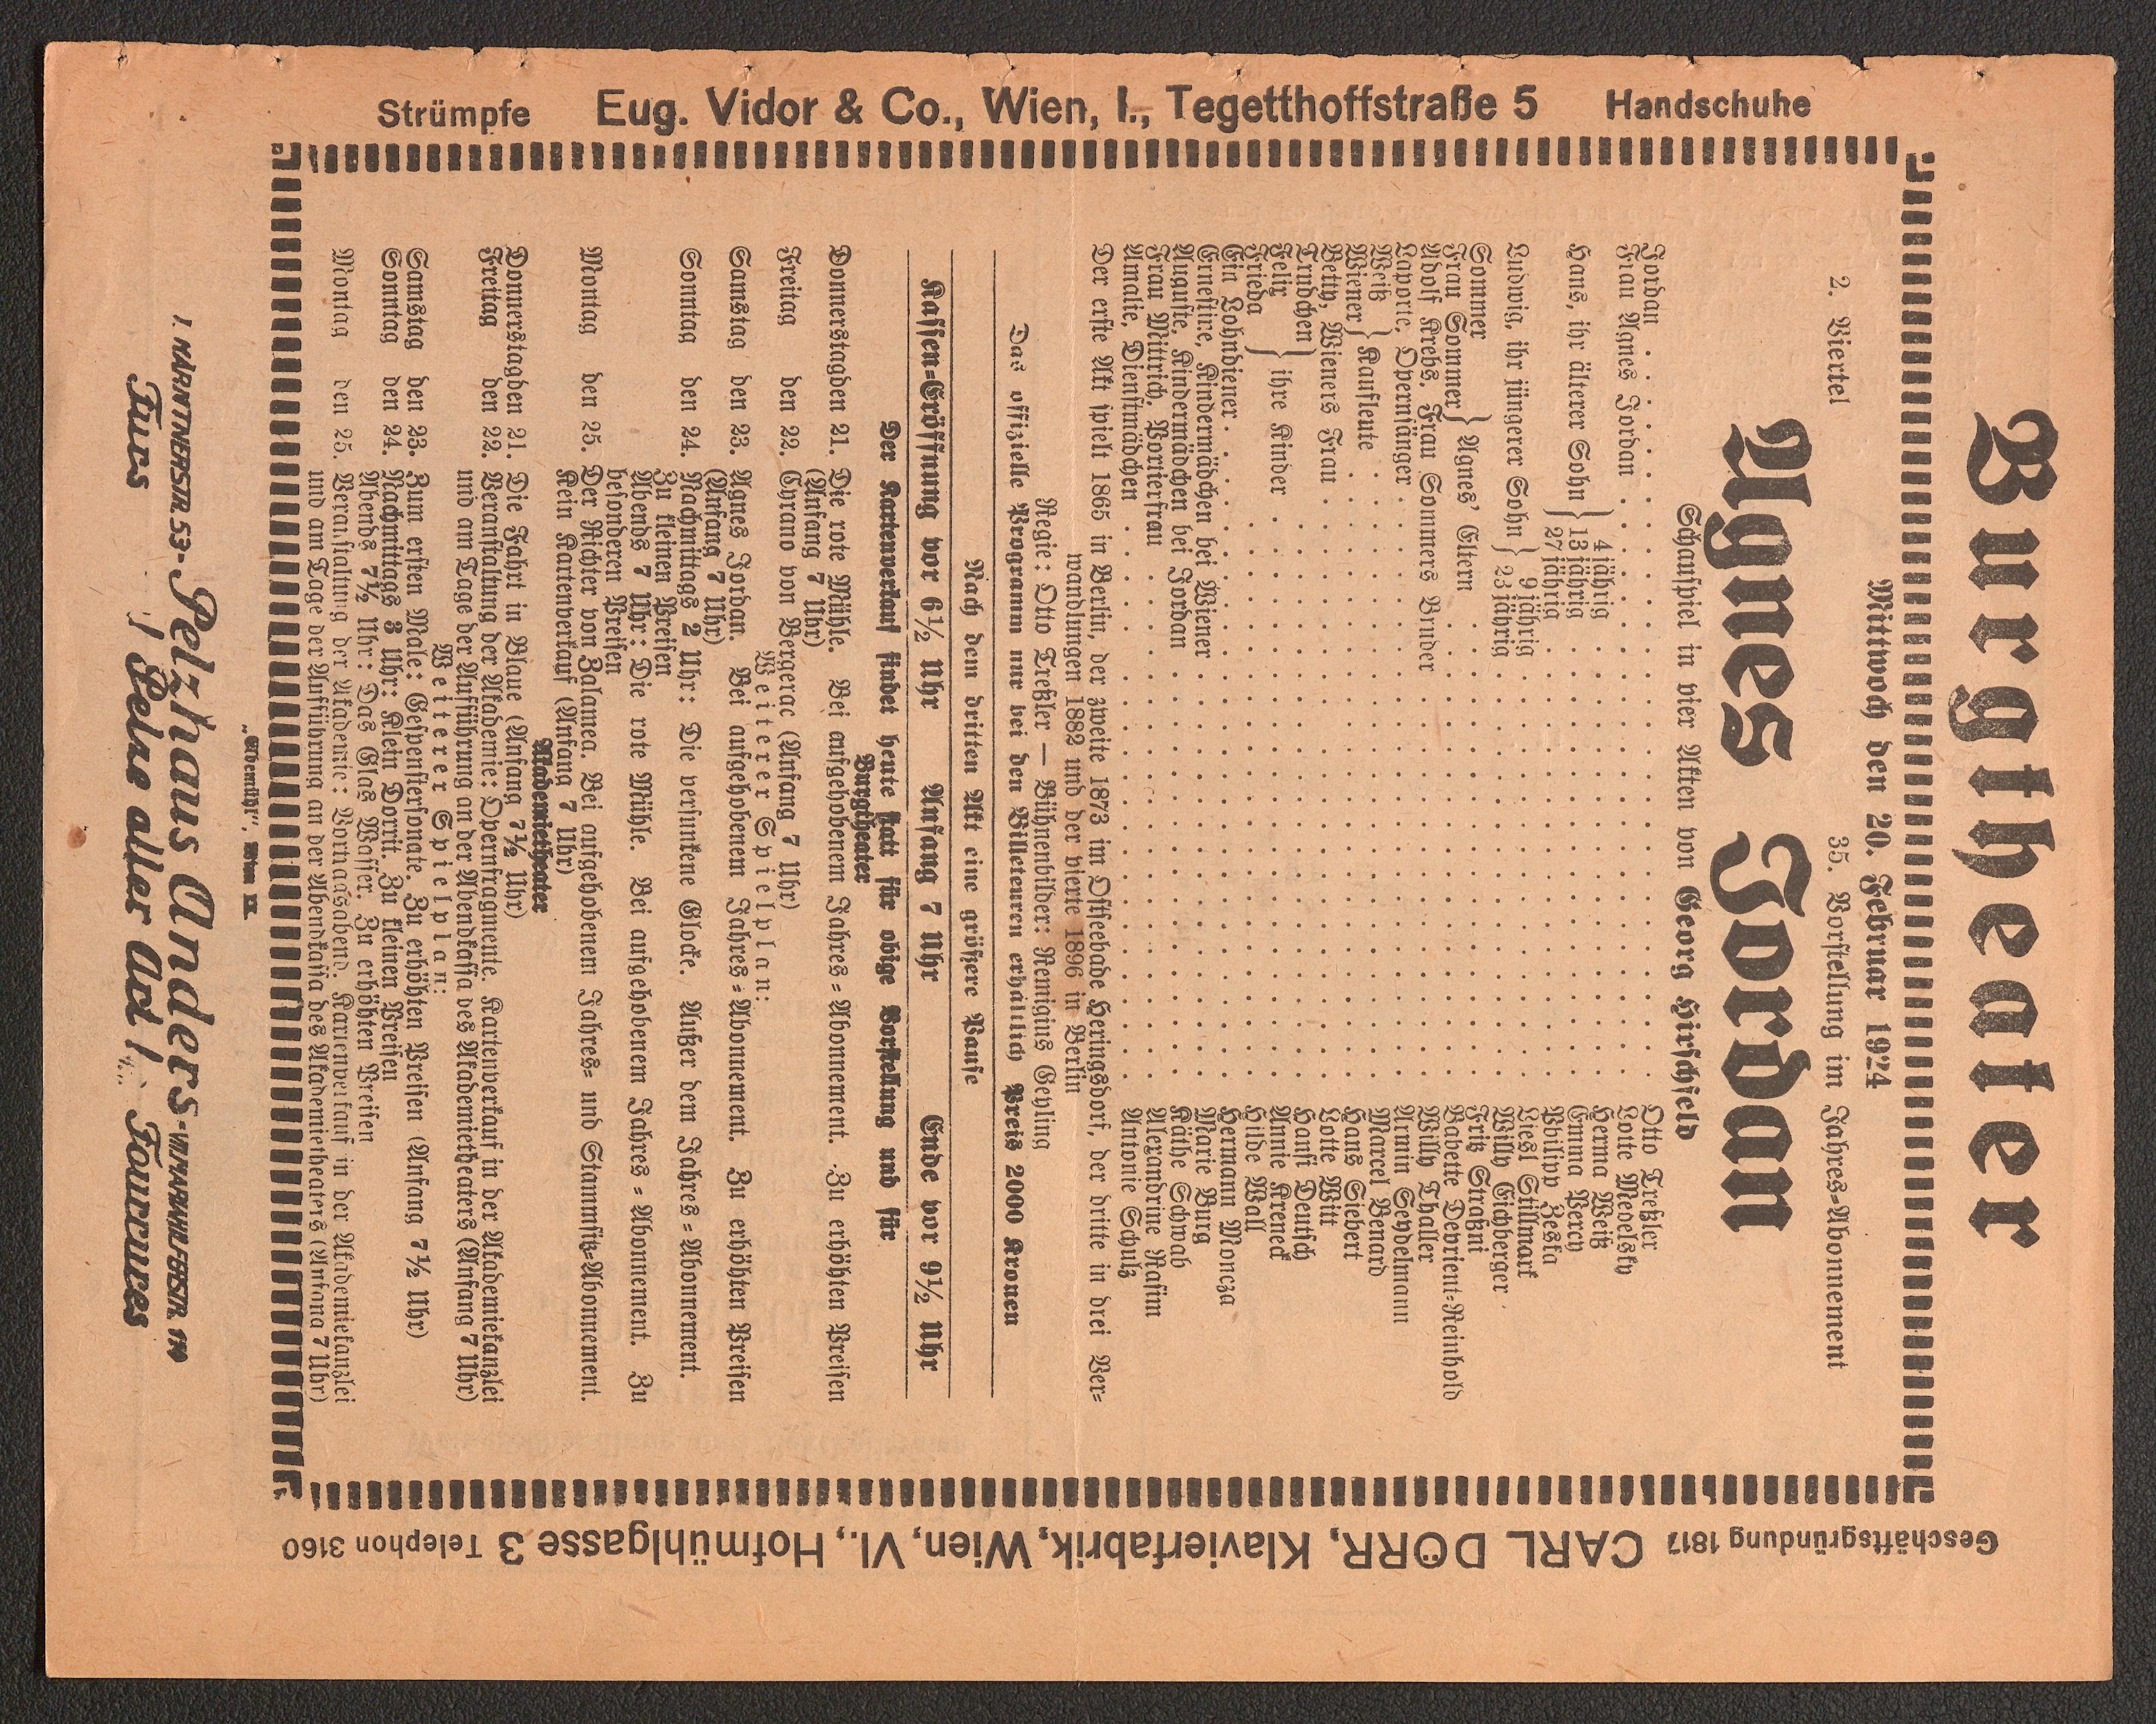 Burgtheater
Mittwoch den 20. Februar 1924
2. Viertel 35. Vorstellung im Jahres-Abonnement
Agnes Jordan
Schauspiel in vier Akten von Georg Hirschfeld
Jordan . . . Otto Treßler
Frau Agnes Jordan . . . Lotte Medelsky
Hans, ihr älterer Sohn { 4 jährig . . . Herma Weiß
13 jährig . . . Emma Percy
27 jährig . . . Philipp Zeska
Ludwig, ihr jüngerer Sohn { 9 jährig . . . Liesl Stillmark
23 jährig . . . Willy Eichberger
Sommer } Agnes' Eltern . . . Fritz Straßni
Frau Sommer . . . Babette Devrient-Reinhold
Adolf Krebs, Frau Sommers Bruder . . . Willy Thaller
Laporte, Opernsänger . . . Armin Seydelmann
Weiß } Kaufleute . . . Marcel Benard
Wiener . . . Hans Siebert
Betty, Wieners Frau . . . Lotte Witt
Trudchen } ihre Kinder . . . Hansi Deutsch
Felix . . . Annie Kreneck
Frieda . . . Hilde Wall
Ein Lohndiener . . . Hermann Moncza
Ernestine, Kindermädchen bei Wiener . . . Marie Burg
Auguste, Kindermädchen bei Jordan . . . Käthe Schwab
Frau Mittrich, Portierfrau . . . Alexandrine Nasim
Amalie, Dienstmädchen . . . Antonie Schulz
Der erste Akt spielt 1865 in Berlin, der zweite 1873 im Ostseebade Heringsdorf, der dritte in drei Ver-
wandlungen 1882 und der vierte 1896 in Berlin
Regie: Otto Treßler — Bühnenbilder: Remigius Geyling
Das offizielle Programm nur bei den Billeteuren erhältlich Preis 2000 Kronen
Nach dem dritten Akt eine größere Pause
Kassen-Eröffnung vor 6½ Uhr Anfang 7 Uhr Ende vor 9½ Uhr
Der Kartenverkauf findet heute statt für obige Vorstellung und für
Burgtheater
Donnerstag den 21. Die rote Mühle. Bei aufgehobenem Jahres-Abonnement. Zu erhöhten Preisen
(Anfang 7 Uhr)
Freitag den 22. Cyrano von Bergerac (Anfang 7 Uhr)
Weiterer Spielplan:
Samstag den 23. Agnes Jordan. Bei aufgehobenem Jahres-Abonnement. Zu erhöhten Preisen
(Anfang 7 Uhr)
Sonntag den 24. Nachmittags 2 Uhr: Die versunkene Glocke. Außer dem Jahres-Abonnement.
Zu kleinen Preisen
Abends 7 Uhr: Die rote Mühle. Bei aufgehobenem Jahres-Abonnement. Zu
besonderen Preisen
Montag den 25. Der Richter von Zalamea. Bei aufgehobenem Jahres- und Stammsitz-Abonnement.
Kein Kartenverkauf (Anfang 7 Uhr)
Akademietheater
Donnerstag den 21. Die Fahrt in Blaue (Anfang 7½ Uhr)
Freitag den 22. Veranstaltung der Akademie: Opernfragmente. Kartenverkauf in der Akademiekanzlei
und am Tage der Aufführung an der Abendkassa des Akademietheaters (Anfang 7 Uhr)
Weiterer Spielplan:
Samstag den 23. Zum ersten Male: Gespenstersonate. Zu erhöhten Preisen (Anfang 7½ Uhr)
Sonntag den 24. Nachmittags 3 Uhr: Klein Dorrit. Zu kleinen Preisen
Abends 7½ Uhr: Das Glas Wasser. Zu erhöhten Preisen
Montag den 25. Veranstaltung der Akademie: Vortragsabend. Kartenverkauf in der Akademiekanzlei
und am Tage der Aufführung an der Abendkassa des Akademietheaters (Anfang 7 Uhr)
„Elbemühl", Wien IX.
Eug. Vidor & Co., Wien, I., Tegetthoffstraße 5
Strümpfe Handschuhe
Geschäftsgründung 1817 CARL DÖRR, Klavierfabrik, Wien, VI., Hofmühlgasse 3 Telephon 3160
I. KÄRNTNERSTR. 53 - Pelzhaus Anders -
Pelze aller Art!